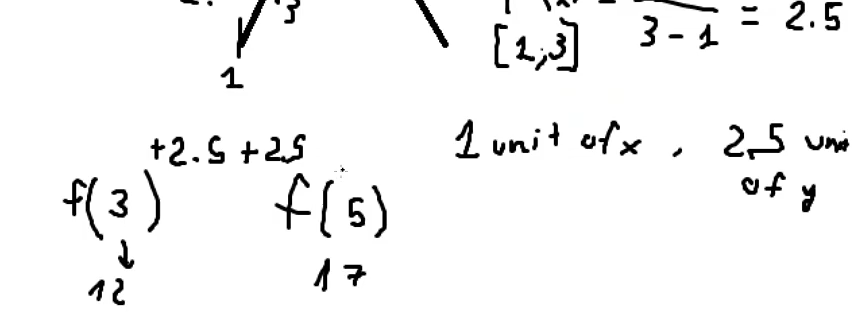 3
3 - 1 = 2.5
[1,3]
1
+2.5 +2.5 1 unit of x , 2.5
of y
f(3) f(5)
12 17